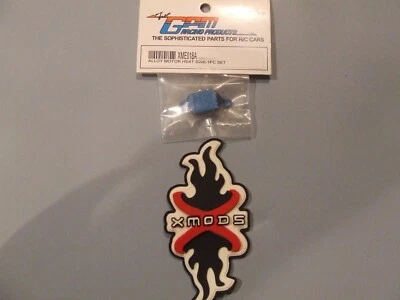 GPM
RACING PRODUCTS
THE SOPHISTICATED PARTS FOR R/C CARS
XME018A
ALLOY MOTOR HEAT SINK-1PC SET
XMODS